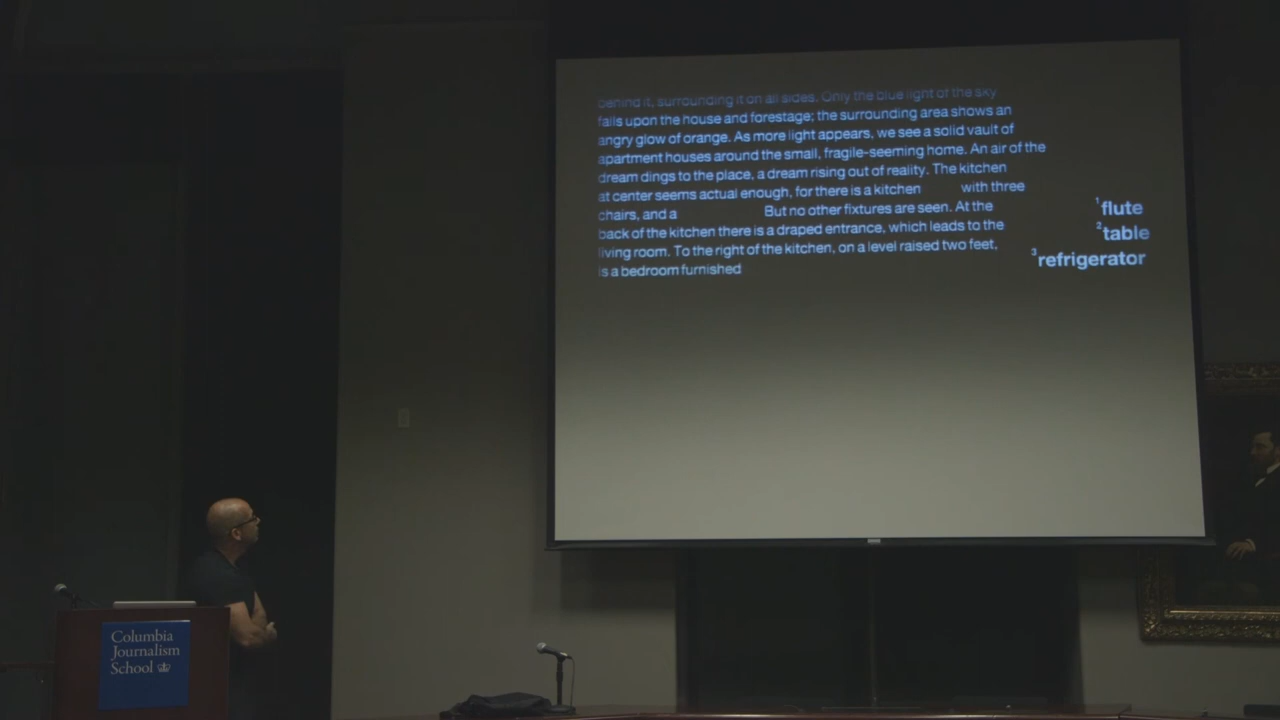 behind it, surrounding it on all sides. Only the blue light of the sky
falls upon the house and forestage; the surrounding area shows an
angry glow of orange. As more light appears, we see a solid vault of
apartment houses around the small, fragile-seeming home. An air of the
dream dings to the place, a dream rising out of reality. The kitchen
at center seems actual enough, for there is a kitchen with three
chairs, and a But no other fixtures are seen. At the
back of the kitchen there is a draped entrance, which leads to the
living room. To the right of the kitchen, on a level raised two feet,
is a bedroom furnished
¹flute
²table
³refrigerator
Columbia
Journalism
School